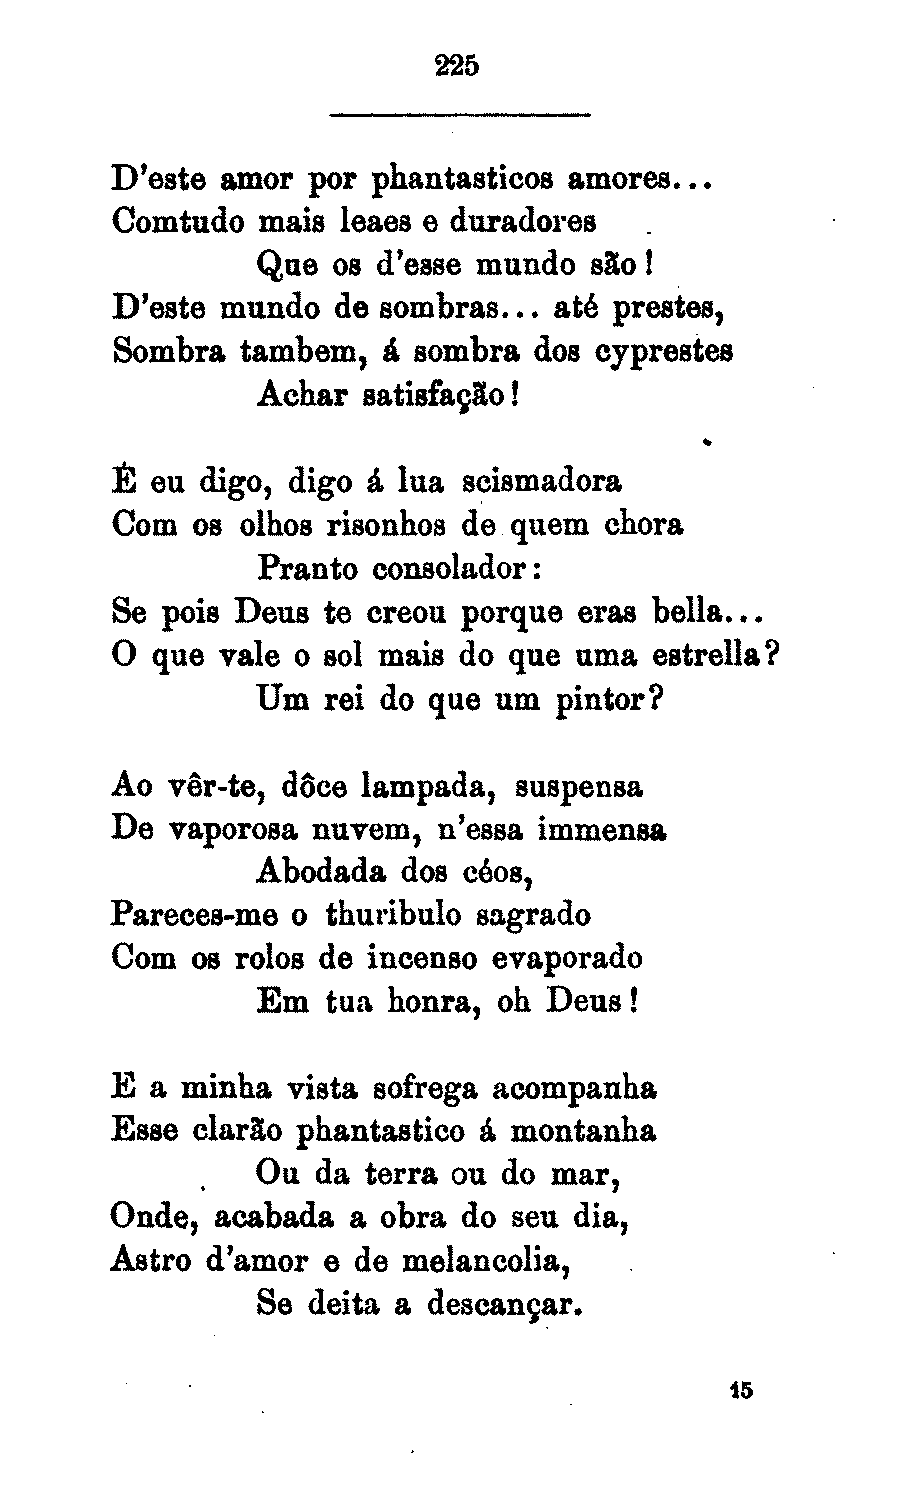 225
D'este amor por phantasticos amores...
Comtudo mais leaes e duradores
Que os d'esse mundo são!
D'este mundo de sombras... até prestes,
Sombra tambem, á sombra dos cyprestes
Achar satisfação!
É eu digo, digo á lua scismadora
Com os olhos risonhos de quem chora
Pranto consolador:
Se pois Deus te creou porque eras bella...
O que vale o sol mais do que uma estrella?
Um rei do que um pintor?
Ao vêr-te, dôce lampada, suspensa
De vaporosa nuvem, n'essa immensa
Abodada dos céos,
Pareces-me o thuribulo sagrado
Com os rolos de incenso evaporado
Em tua honra, oh Deus!
E a minha vista sofrega acompanha
Esse clarão phantastico á montanha
Ou da terra ou do mar,
Onde, acabada a obra do seu dia,
Astro d'amor e de melancolia,
Se deita a descançar.
15